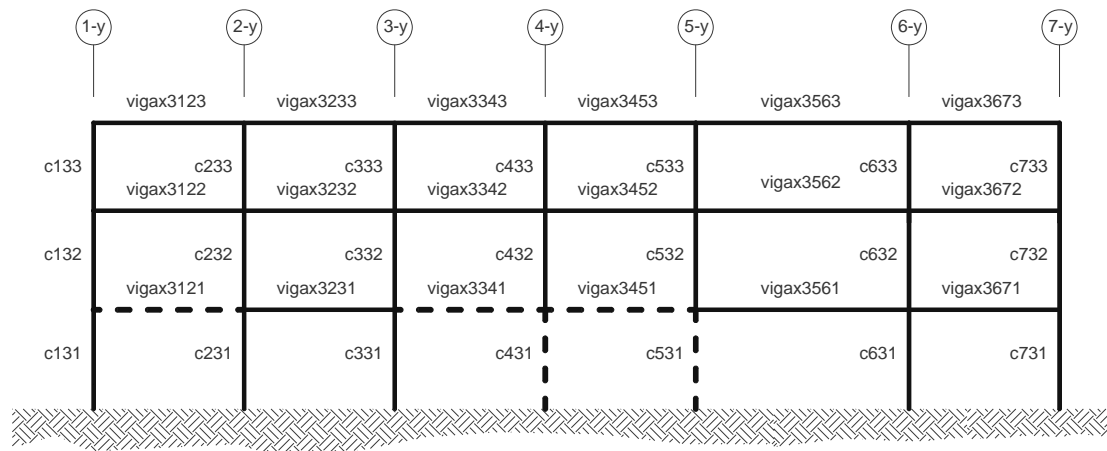 1-y 2-y 3-y 4-y 5-y 6-y 7-y
vigax3123 vigax3233 vigax3343 vigax3453 vigax3563 vigax3673
c133 c233 c333 c433 c533 c633 c733
vigax3122 vigax3232 vigax3342 vigax3452 vigax3562 vigax3672
c132 c232 c332 c432 c532 c632 c732
vigax3121 vigax3231 vigax3341 vigax3451 vigax3561 vigax3671
c131 c231 c331 c431 c531 c631 c731